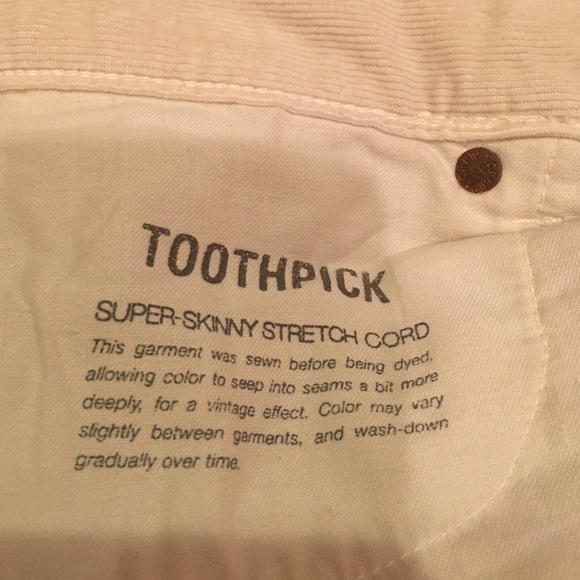 TOOTHPICK
SUPER-SKINNY STRETCH CORD
This garment was sewn before being dyed,
allowing color to seep into seams a bit more
deeply, for a vintage effect. Color may vary
slightly between garments, and wash-down
gradually over time.